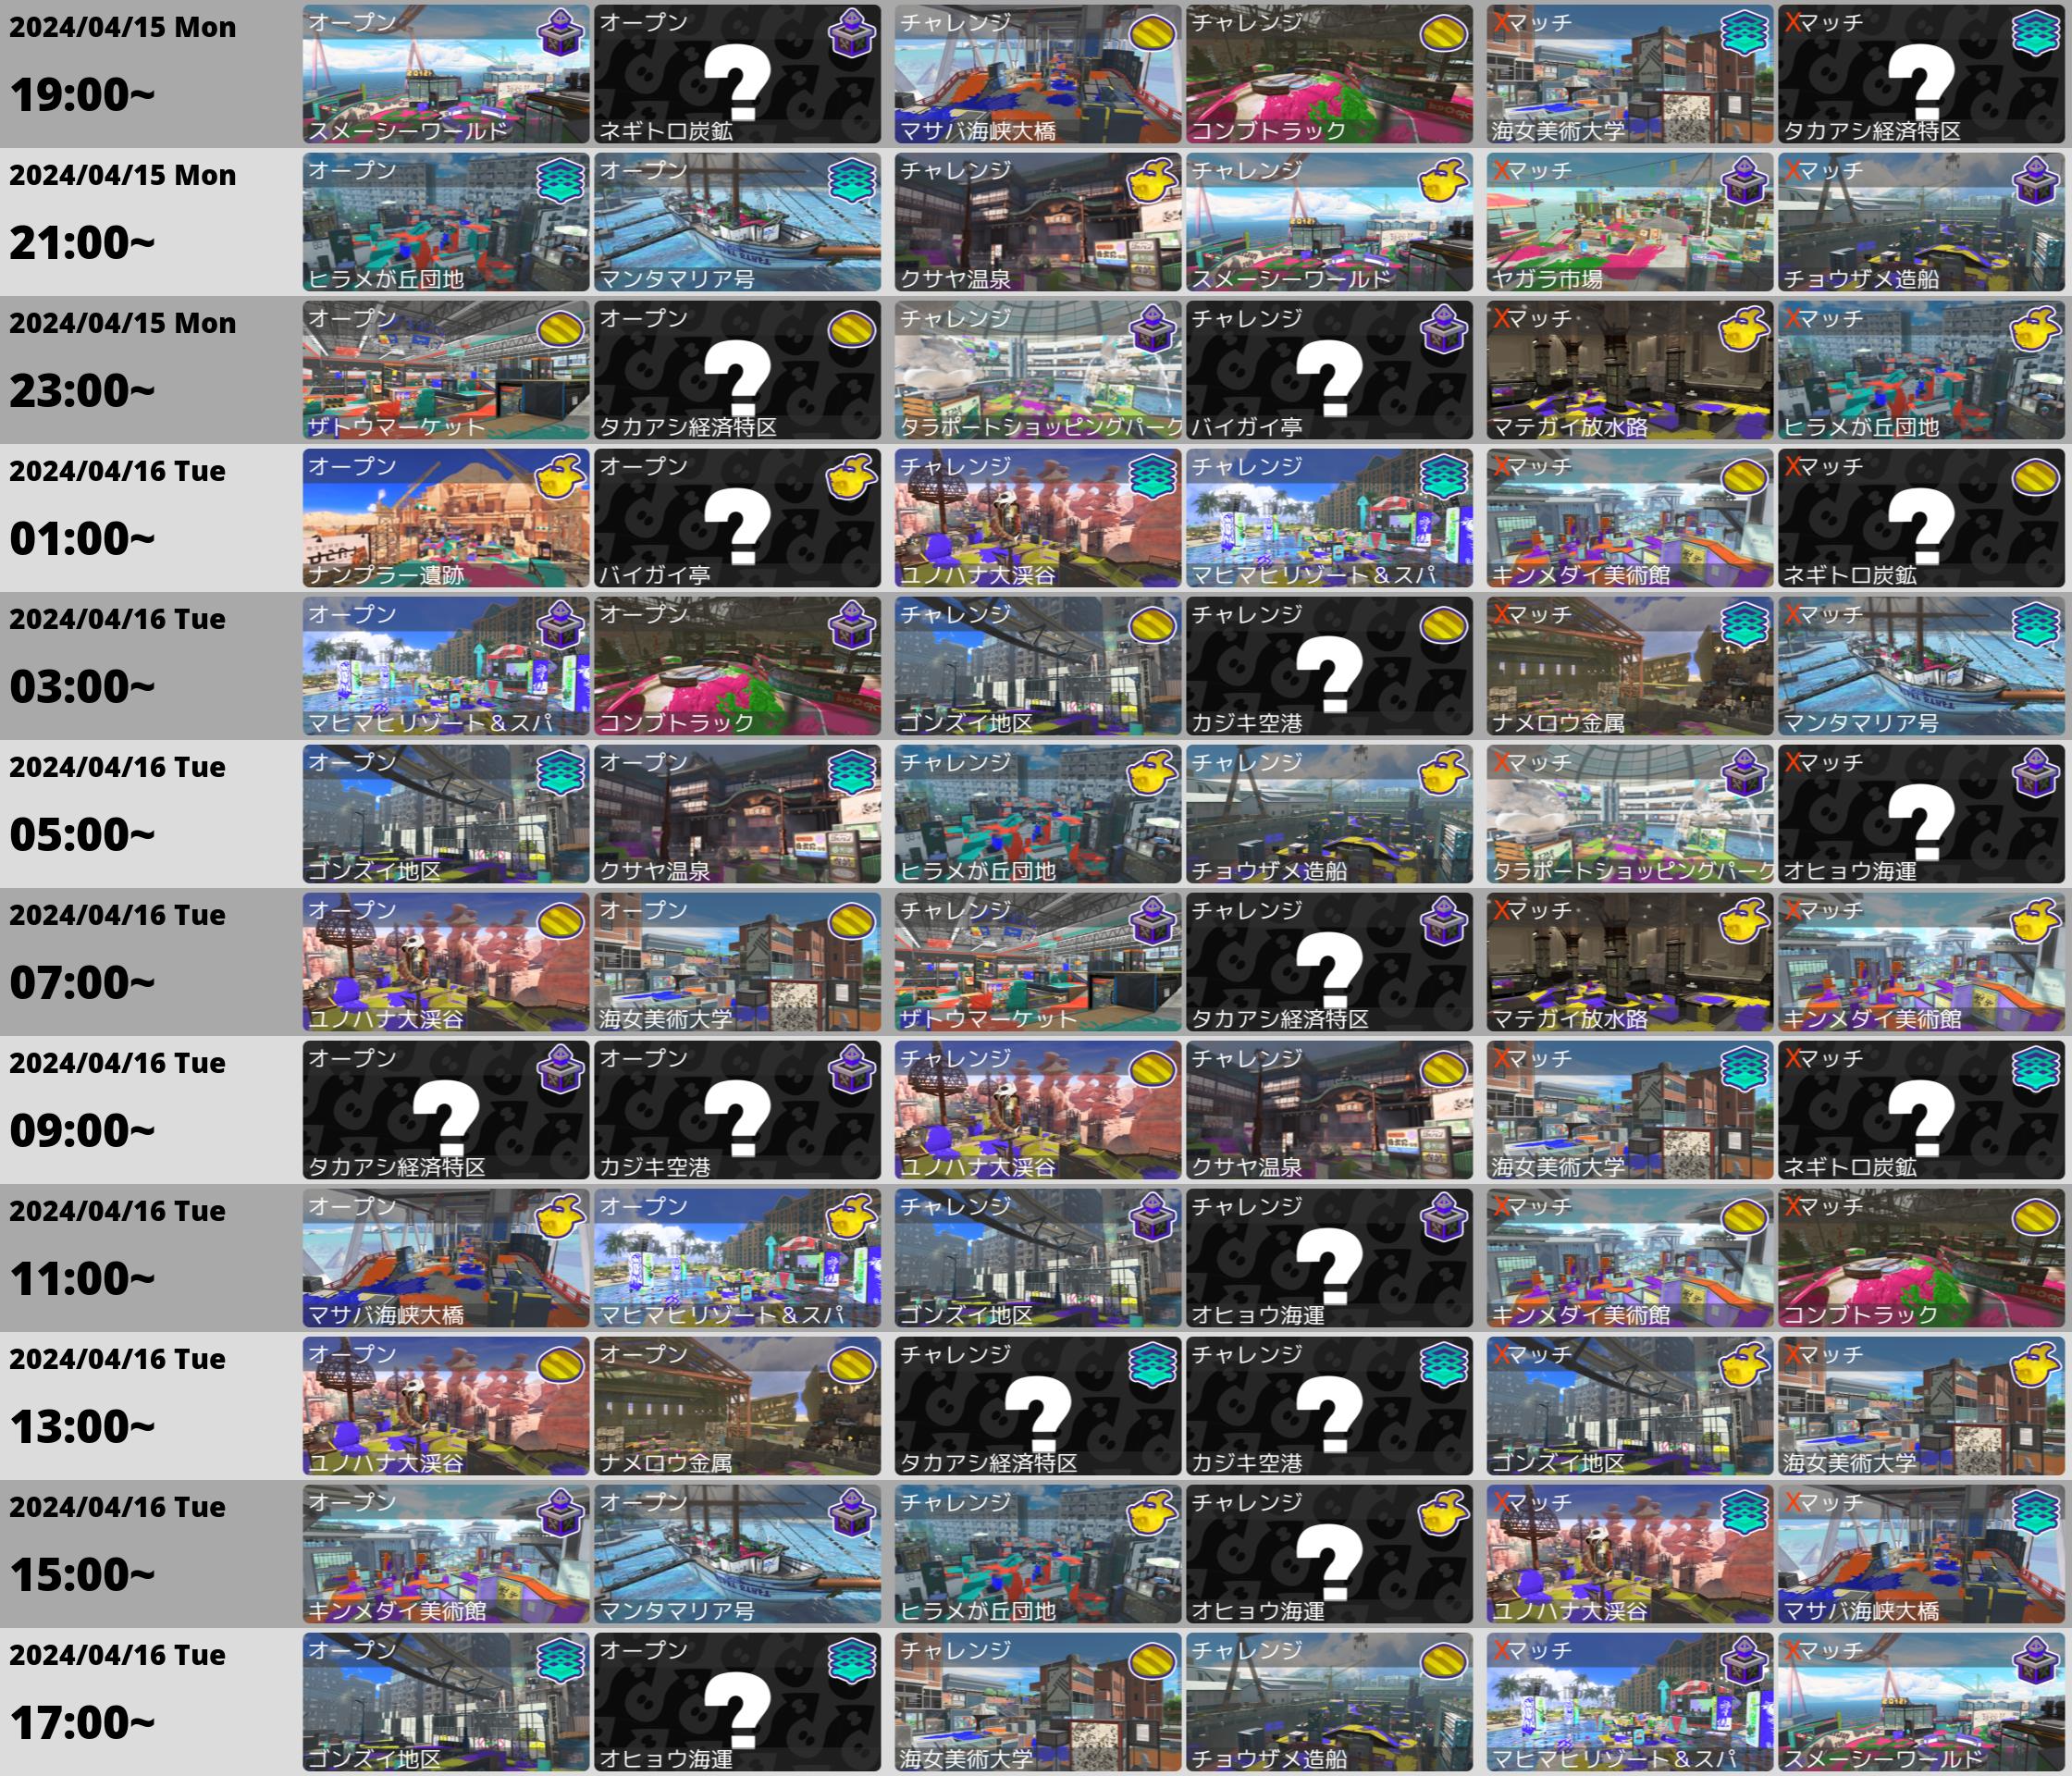 2024/04/15 Mon
19:00~
オープン オープン チャレンジ チャレンジ Xマッチ Xマッチ
スメーシーワールド ネギトロ炭鉱 マサバ海峡大橋 コンブトラック 海女美術大学 タカアシ経済特区
2024/04/15 Mon
21:00~
オープン オープン チャレンジ チャレンジ Xマッチ Xマッチ
ヒラメが丘団地 マンタマリア号 クサヤ温泉 スメーシーワールド ヤガラ市場 チョウザメ造船
2024/04/15 Mon
23:00~
オープン オープン チャレンジ チャレンジ Xマッチ Xマッチ
ザトウマーケット タカアシ経済特区 タラポートショッピングパーク バイガイ亭 マテガイ放水路 ヒラメが丘団地
2024/04/16 Tue
01:00~
オープン オープン チャレンジ チャレンジ Xマッチ Xマッチ
ナンプラー遺跡 バイガイ亭 ユノハナ大渓谷 マヒマヒリゾート＆スパ キンメダイ美術館 ネギトロ炭鉱
2024/04/16 Tue
03:00~
オープン オープン チャレンジ チャレンジ Xマッチ Xマッチ
マヒマヒリゾート＆スパ コンブトラック ゴンズイ地区 カジキ空港 ナメロウ金属 マンタマリア号
2024/04/16 Tue
05:00~
オープン オープン チャレンジ チャレンジ Xマッチ Xマッチ
ゴンズイ地区 クサヤ温泉 ヒラメが丘団地 チョウザメ造船 タラポートショッピングパーク オヒョウ海運
2024/04/16 Tue
07:00~
オープン オープン チャレンジ チャレンジ Xマッチ Xマッチ
ユノハナ大渓谷 海女美術大学 ザトウマーケット タカアシ経済特区 マテガイ放水路 キンメダイ美術館
2024/04/16 Tue
09:00~
オープン オープン チャレンジ チャレンジ Xマッチ Xマッチ
タカアシ経済特区 カジキ空港 ユノハナ大渓谷 クサヤ温泉 海女美術大学 ネギトロ炭鉱
2024/04/16 Tue
11:00~
オープン オープン チャレンジ チャレンジ Xマッチ Xマッチ
マサバ海峡大橋 マヒマヒリゾート＆スパ ゴンズイ地区 オヒョウ海運 キンメダイ美術館 コンブトラック
2024/04/16 Tue
13:00~
オープン オープン チャレンジ チャレンジ Xマッチ Xマッチ
ユノハナ大渓谷 ナメロウ金属 タカアシ経済特区 カジキ空港 ゴンズイ地区 海女美術大学
2024/04/16 Tue
15:00~
オープン オープン チャレンジ チャレンジ Xマッチ Xマッチ
キンメダイ美術館 マンタマリア号 ヒラメが丘団地 オヒョウ海運 ユノハナ大渓谷 マサバ海峡大橋
2024/04/16 Tue
17:00~
オープン オープン チャレンジ チャレンジ Xマッチ Xマッチ
ゴンズイ地区 オヒョウ海運 海女美術大学 チョウザメ造船 マヒマヒリゾート＆スパ スメーシーワールド